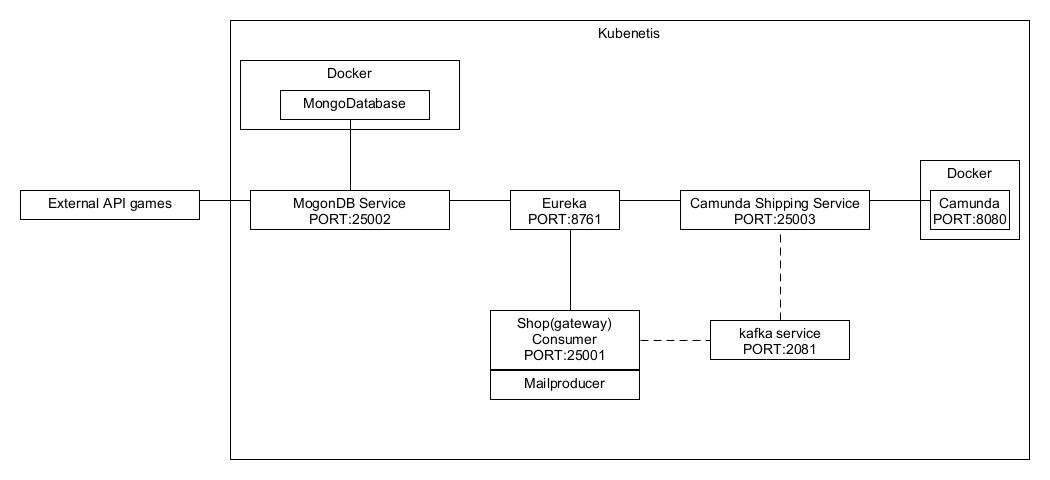 Kubenetis
Docker
MongoDatabase
External API games
MogonDB Service
PORT:25002
Eureka
PORT:8761
Camunda Shipping Service
PORT:25003
Docker
Camunda
PORT:8080
Shop(gateway)
Consumer
PORT:25001
Mailproducer
kafka service
PORT:2081